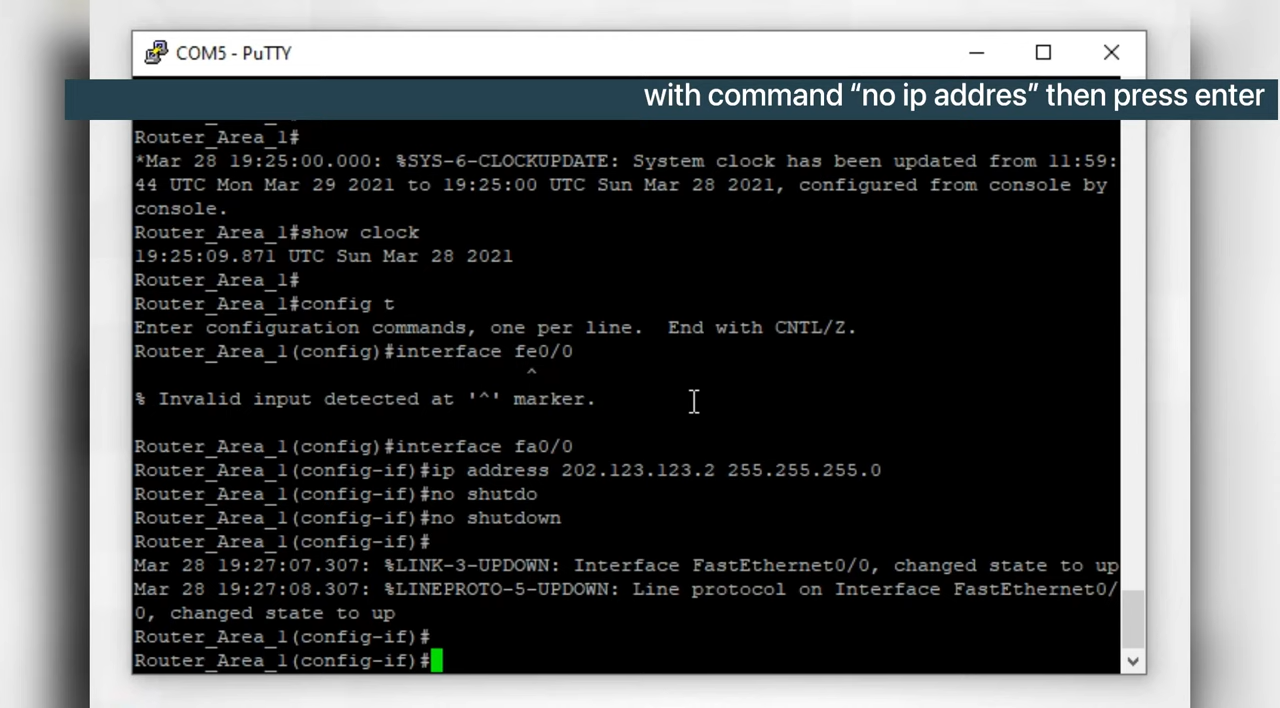 COM5 - PuTTY
with command “no ip addres” then press enter
Router_Area_1#
*Mar 28 19:25:00.000: %SYS-6-CLOCKUPDATE: System clock has been updated from 11:59:
44 UTC Mon Mar 29 2021 to 19:25:00 UTC Sun Mar 28 2021, configured from console by
console.
Router_Area_1#show clock
19:25:09.871 UTC Sun Mar 28 2021
Router_Area_1#
Router_Area_1#config t
Enter configuration commands, one per line.  End with CNTL/Z.
Router_Area_1(config)#interface fe0/0
^
% Invalid input detected at '^' marker.
Router_Area_1(config)#interface fa0/0
Router_Area_1(config-if)#ip address 202.123.123.2 255.255.255.0
Router_Area_1(config-if)#no shutdo
Router_Area_1(config-if)#no shutdown
Router_Area_1(config-if)#
Mar 28 19:27:07.307: %LINK-3-UPDOWN: Interface FastEthernet0/0, changed state to up
Mar 28 19:27:08.307: %LINEPROTO-5-UPDOWN: Line protocol on Interface FastEthernet0/
0, changed state to up
Router_Area_1(config-if)#
Router_Area_1(config-if)#